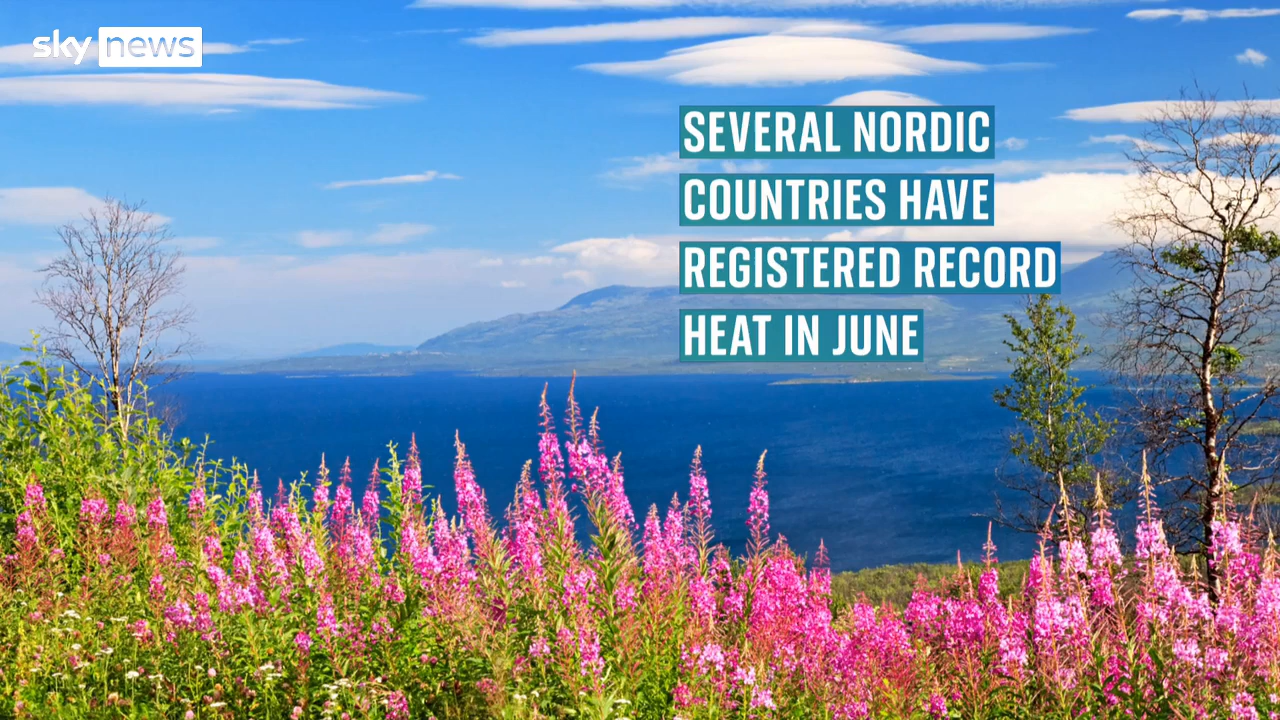 sky news
SEVERAL NORDIC
COUNTRIES HAVE
REGISTERED RECORD
HEAT IN JUNE